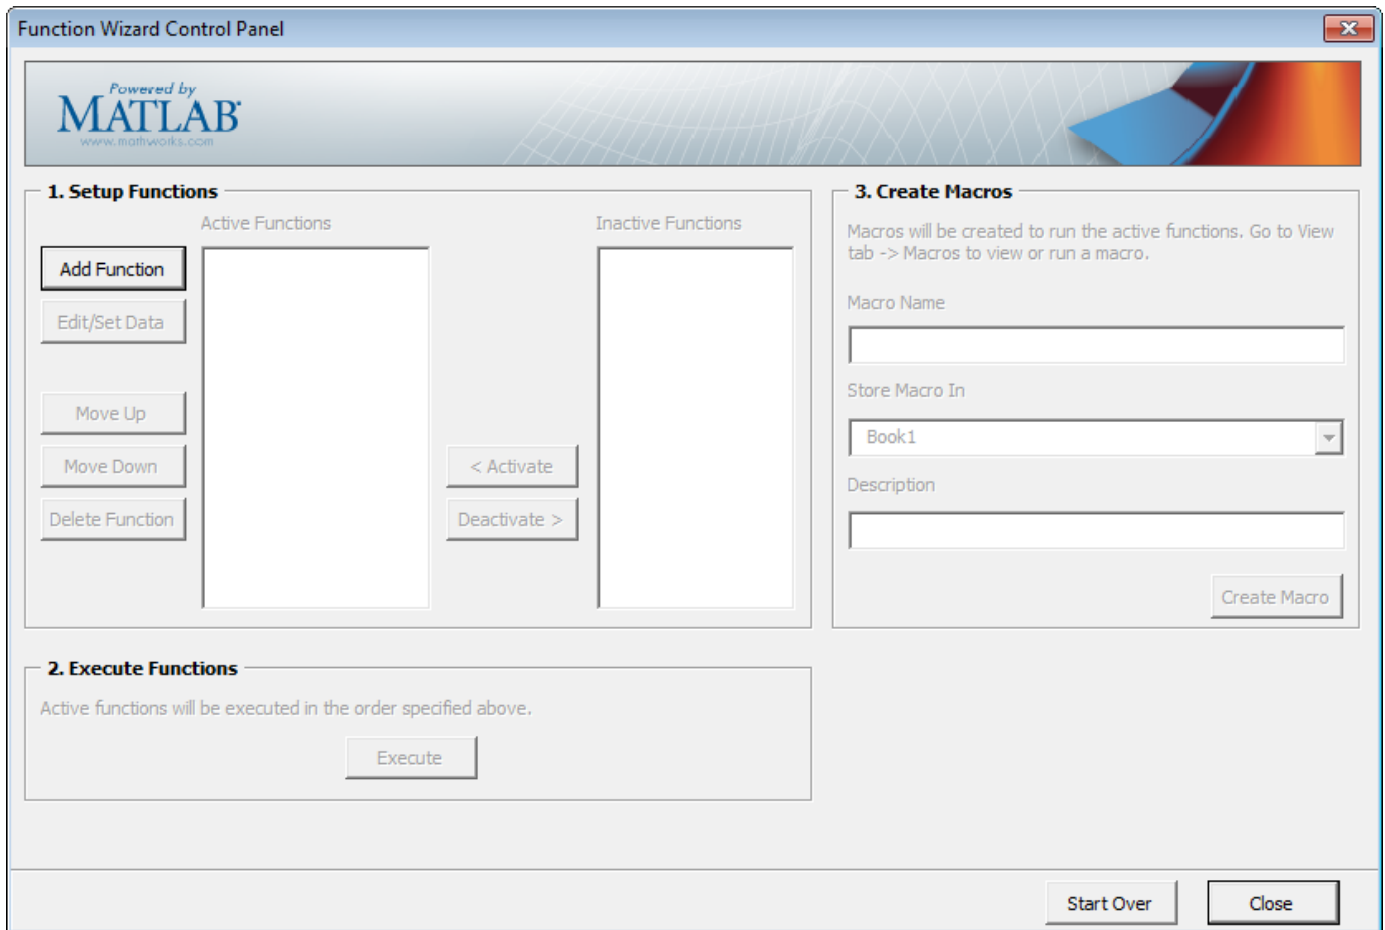 Function Wizard Control Panel
Powered by
MATLAB®
www.mathworks.com
1. Setup Functions
Active Functions
Inactive Functions
Add Function
Edit/Set Data
Move Up
Move Down
Delete Function
< Activate
Deactivate >
2. Execute Functions
Active functions will be executed in the order specified above.
Execute
3. Create Macros
Macros will be created to run the active functions. Go to View
tab -> Macros to view or run a macro.
Macro Name
Store Macro In
Book1
Description
Create Macro
Start Over
Close